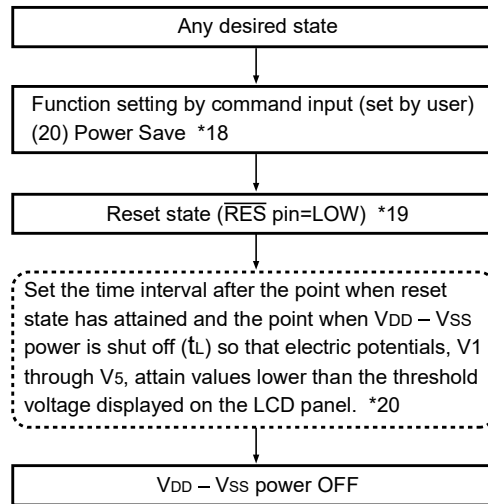 Any desired state
Function setting by command input (set by user)
(20) Power Save *18
Reset state (R̅E̅S̅ pin=LOW) *19
Set the time interval after the point when reset
state has attained and the point when VDD – VSS
power is shut off (tL) so that electric potentials, V1
through V5, attain values lower than the threshold
voltage displayed on the LCD panel. *20
VDD – VSS power OFF